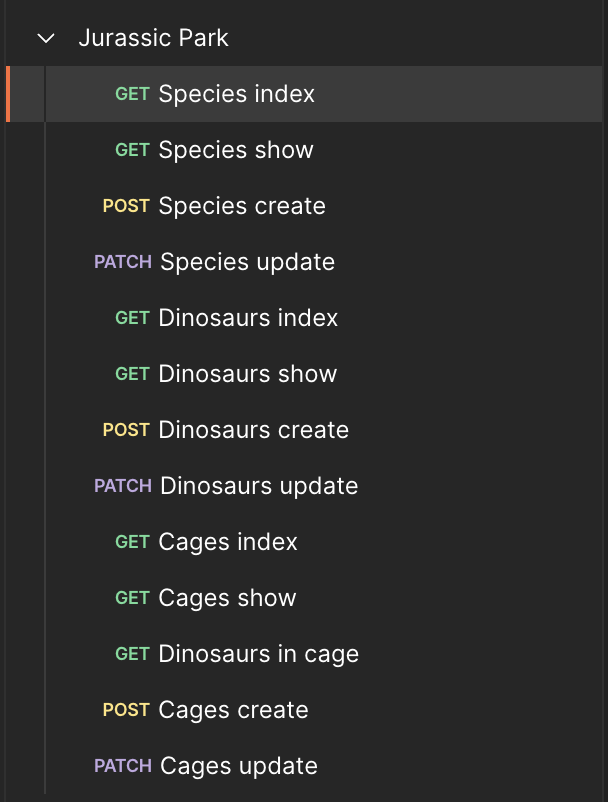 Jurassic Park
GET Species index
GET Species show
POST Species create
PATCH Species update
GET Dinosaurs index
GET Dinosaurs show
POST Dinosaurs create
PATCH Dinosaurs update
GET Cages index
GET Cages show
GET Dinosaurs in cage
POST Cages create
PATCH Cages update